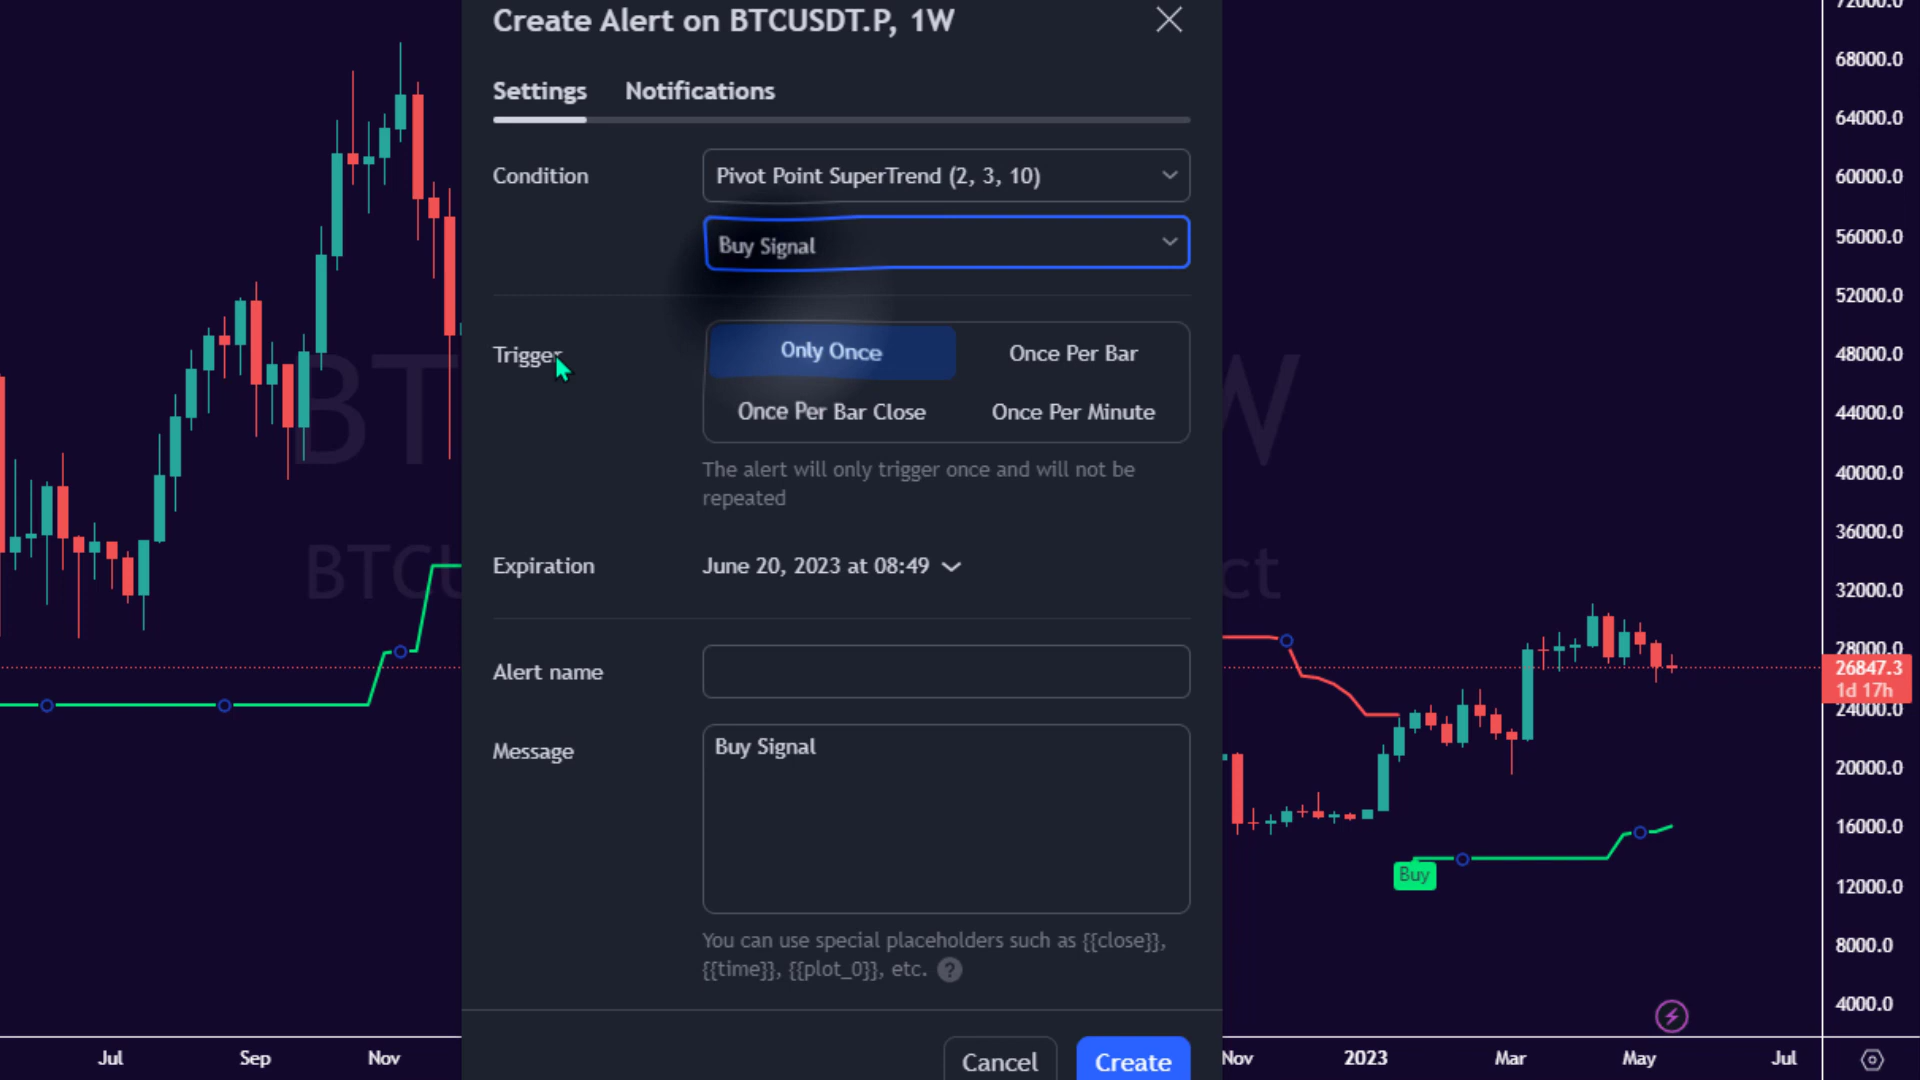 Create Alert on BTCUSDT.P, 1W
Settings
Notifications
Condition
Pivot Point SuperTrend (2, 3, 10)
Buy Signal
Trigger
Only Once
Once Per Bar
Once Per Bar Close
Once Per Minute
The alert will only trigger once and will not be
repeated
Expiration
June 20, 2023 at 08:49
Alert name
Message
Buy Signal
You can use special placeholders such as {{close}},
{{time}}, {{plot_0}}, etc. ?
Cancel
Create
Buy
72000.0
68000.0
64000.0
60000.0
56000.0
52000.0
48000.0
44000.0
40000.0
36000.0
32000.0
28000.0
26847.3
1d 17h
24000.0
20000.0
16000.0
12000.0
8000.0
4000.0
Jul
Sep
Nov
Nov
2023
Mar
May
Jul